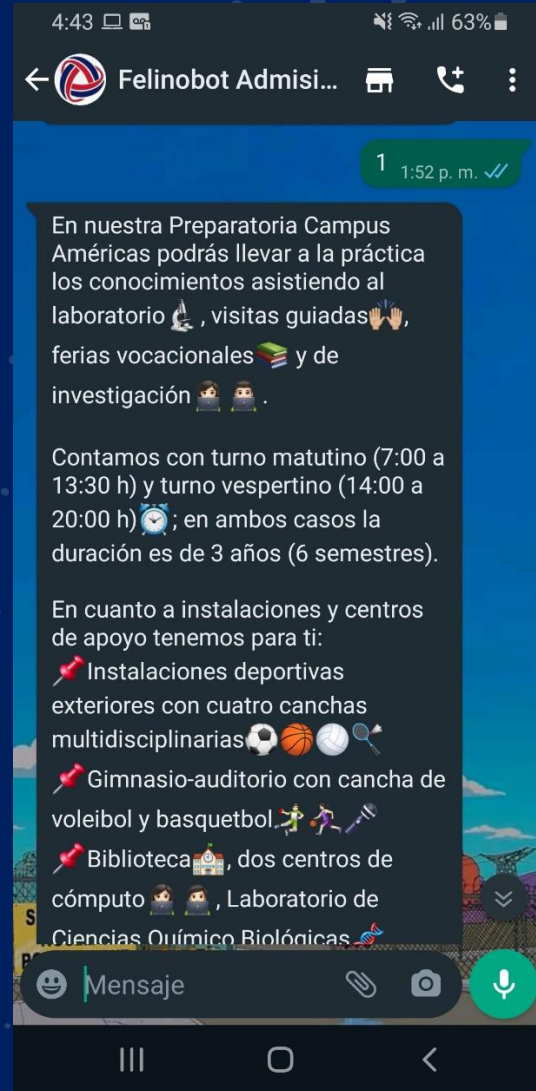 4:43 63%
Felinobot Admisi...
1 1:52 p. m.
En nuestra Preparatoria Campus
Américas podrás llevar a la práctica
los conocimientos asistiendo al
laboratorio🔬, visitas guiadas🙌🏼,
ferias vocacionales📚 y de
investigación👩🏻‍💻 👨🏻‍💻 .
Contamos con turno matutino (7:00 a
13:30 h) y turno vespertino (14:00 a
20:00 h)⏰; en ambos casos la
duración es de 3 años (6 semestres).
En cuanto a instalaciones y centros
de apoyo tenemos para ti:
📌Instalaciones deportivas
exteriores con cuatro canchas
multidisciplinarias⚽🏀🏐🏸
📌Gimnasio-auditorio con cancha de
voleibol y basquetbol.🤾🏻⛹🏻‍♀️🎤
📌Biblioteca🏫, dos centros de
cómputo👩🏻‍💻 👨🏻‍💻 , Laboratorio de
Ciencias Químico Biológicas 🧬
Mensaje